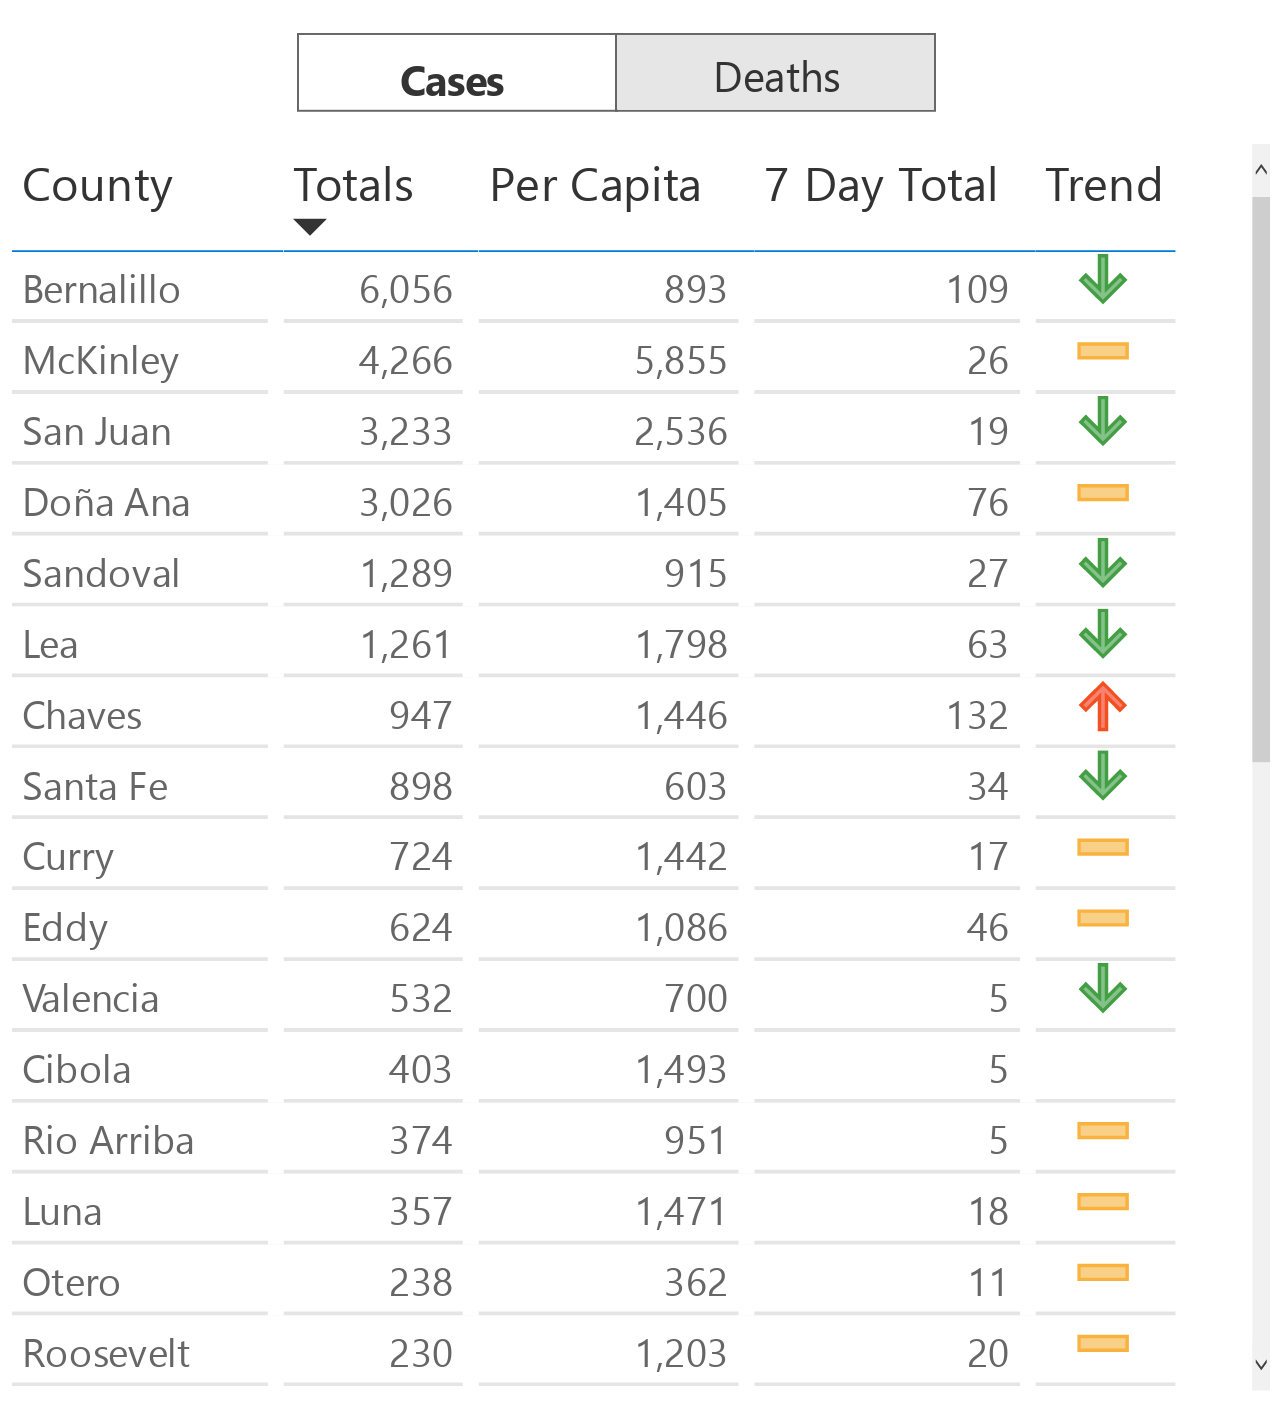 Cases Deaths
County Totals Per Capita 7 Day Total Trend
Bernalillo 6,056 893 109
McKinley 4,266 5,855 26
San Juan 3,233 2,536 19
Doña Ana 3,026 1,405 76
Sandoval 1,289 915 27
Lea 1,261 1,798 63
Chaves 947 1,446 132
Santa Fe 898 603 34
Curry 724 1,442 17
Eddy 624 1,086 46
Valencia 532 700 5
Cibola 403 1,493 5
Rio Arriba 374 951 5
Luna 357 1,471 18
Otero 238 362 11
Roosevelt 230 1,203 20